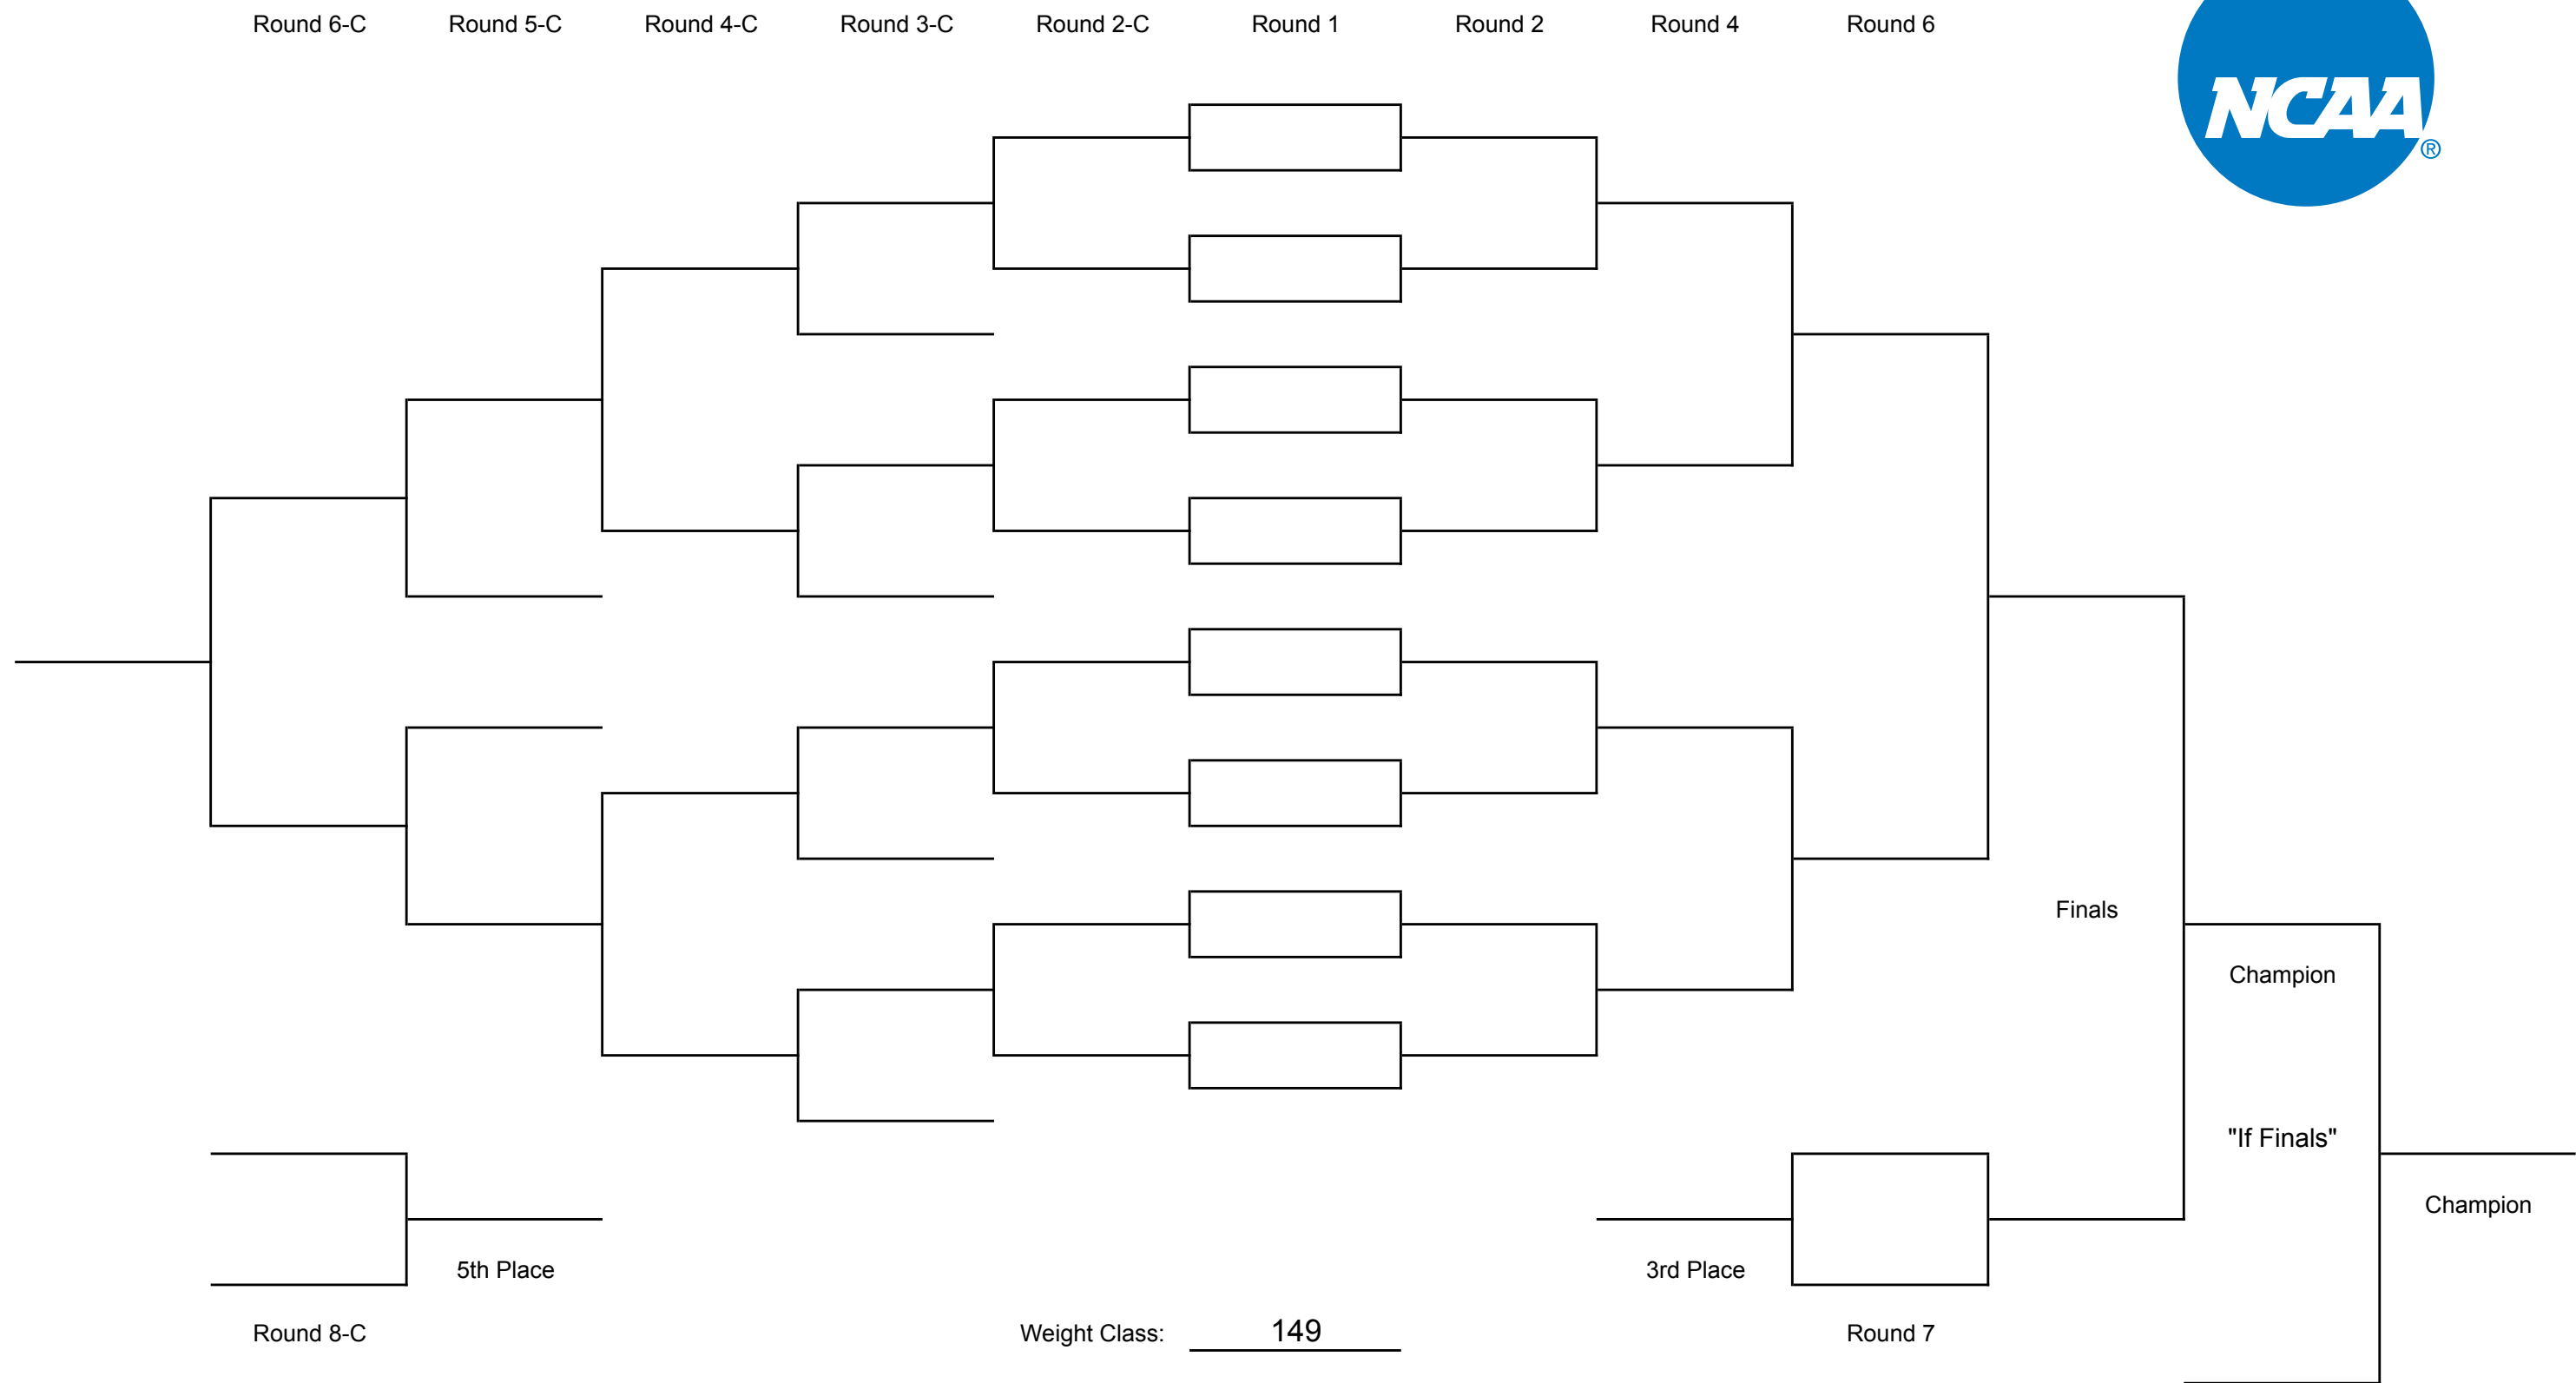 Round 6-C Round 5-C Round 4-C Round 3-C Round 2-C Round 1 Round 2 Round 4 Round 6
NCAA®
Finals
Champion
"If Finals"
Champion
5th Place
3rd Place
Round 8-C
Weight Class: 149
Round 7